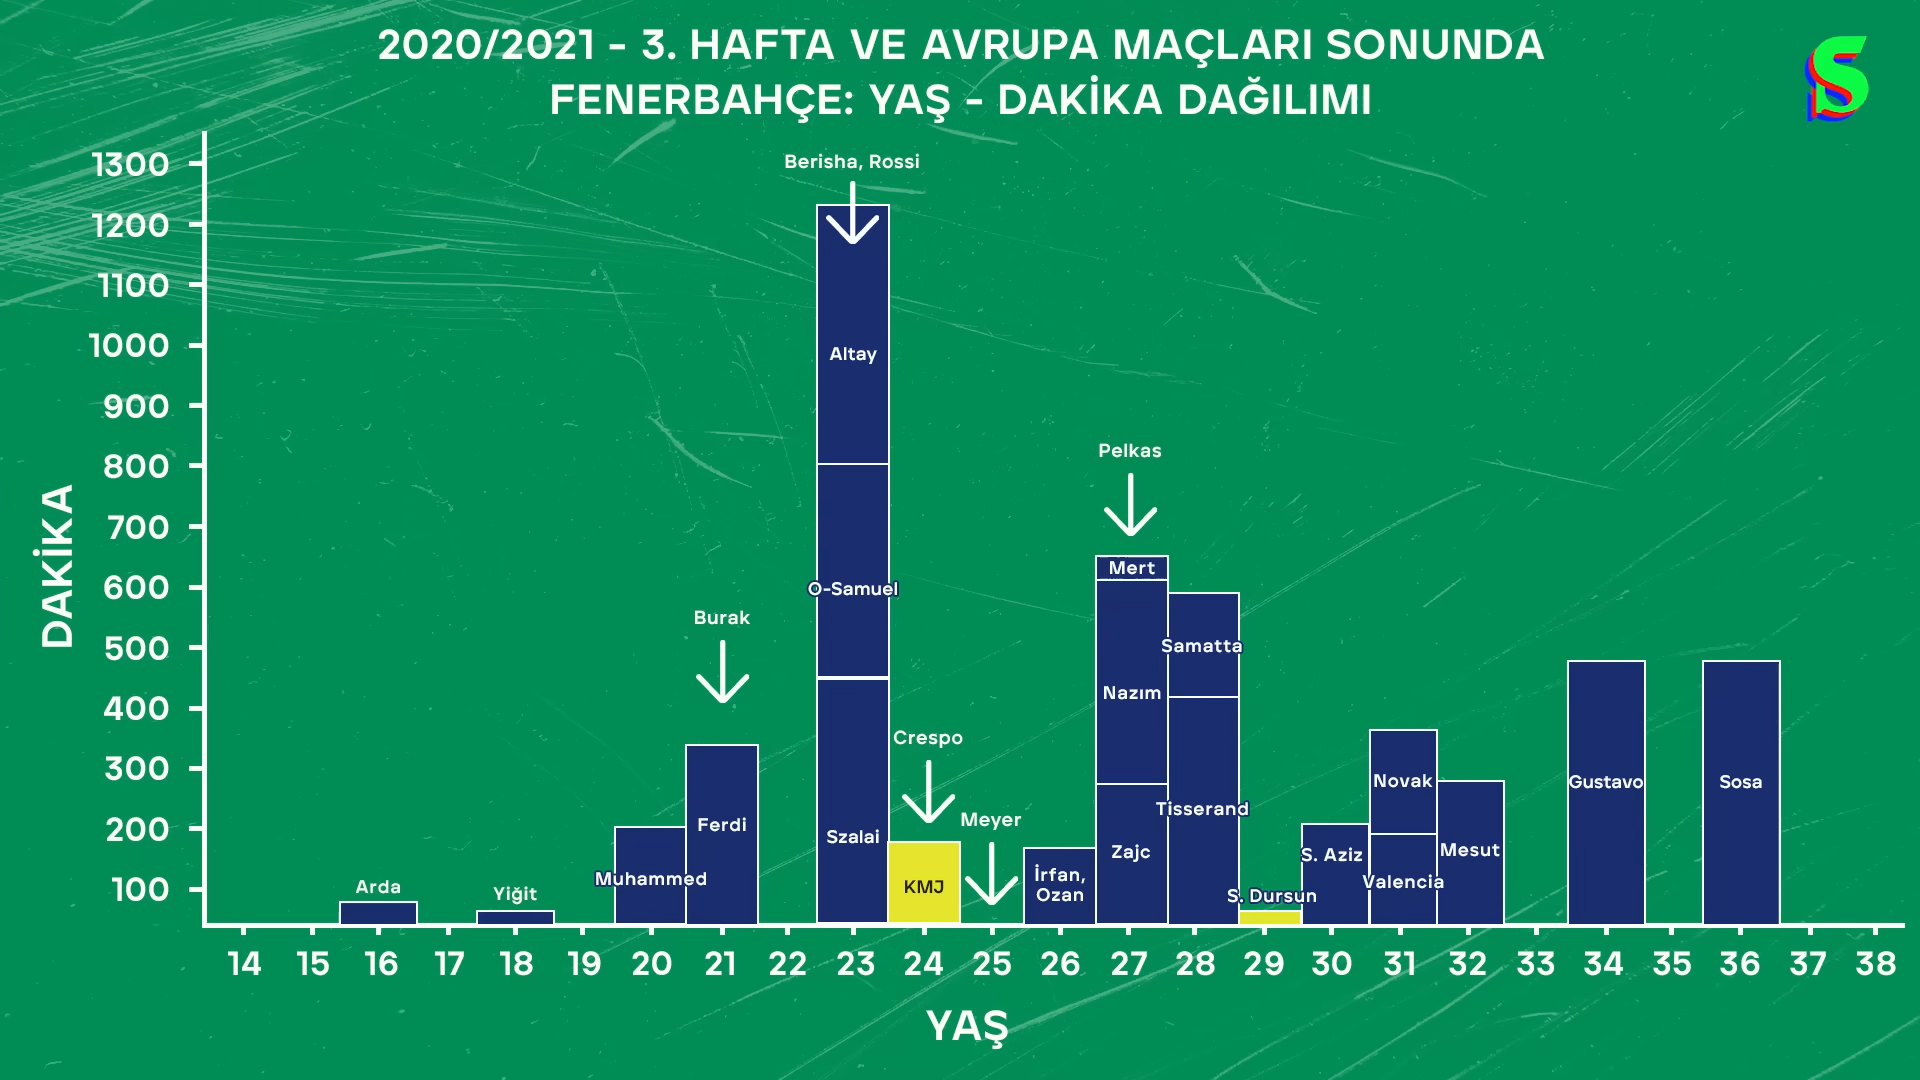 2020/2021 - 3. HAFTA VE AVRUPA MAÇLARI SONUNDA
FENERBAHÇE: YAŞ - DAKİKA DAĞILIMI
S
DAKİKA
1300
1200
1100
1000
900
800
700
600
500
400
300
200
100
Berisha, Rossi
Altay
O-Samuel
Szalai
Pelkas
Mert
Nazım
Zajc
Samatta
Tisserand
Burak
Ferdi
Muhammed
Arda
Yiğit
Crespo
KMJ
Meyer
İrfan,
Ozan
S. Dursun
S. Aziz
Novak
Valencia
Mesut
Gustavo
Sosa
14 15 16 17 18 19 20 21 22 23 24 25 26 27 28 29 30 31 32 33 34 35 36 37 38
YAŞ